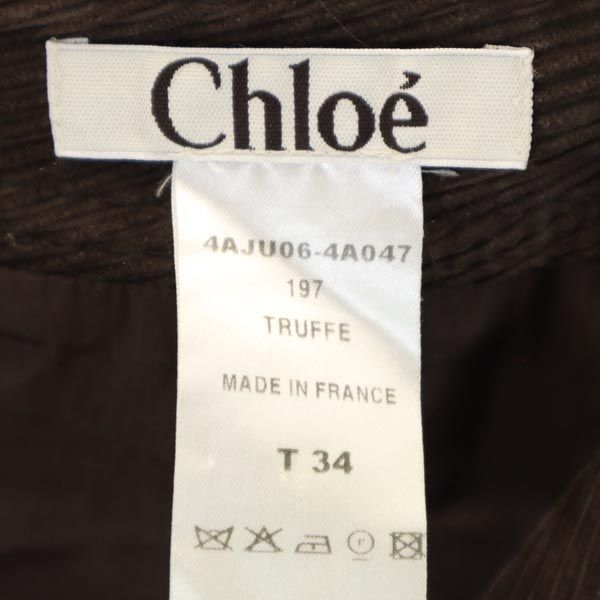 Chloé
4AJU06-4A047
197
TRUFFE
MADE IN FRANCE
T 34
P